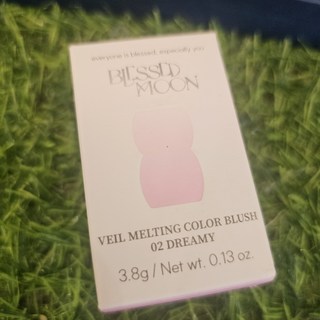 everyone is blessed, especially you
BLESSED
MOON
VEIL MELTING COLOR BLUSH
02 DREAMY
3.8g / Net wt. 0.13 oz.